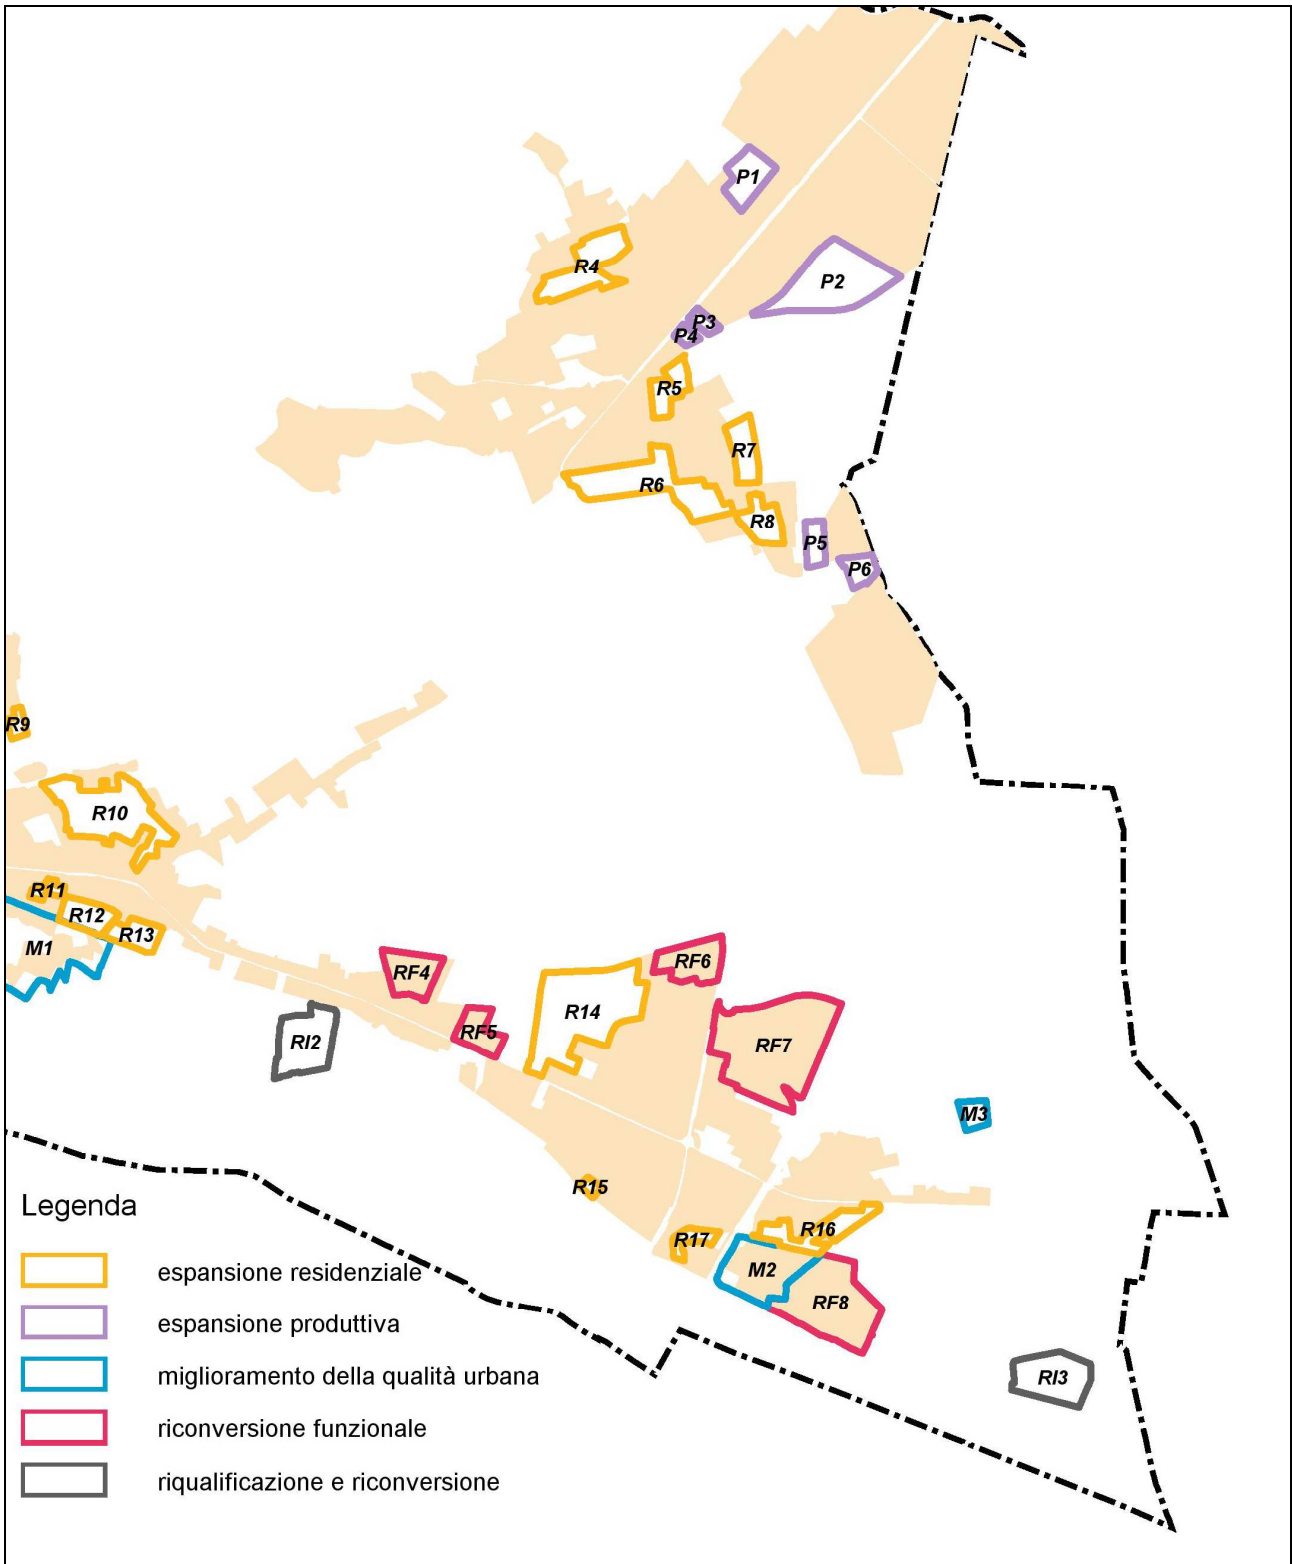 P1
R4
P2
P3
P4
R5
R7
R6
R8
P5
P6
R9
R10
R11
R12
R13
M1
RF4
RF6
RF5
R14
RI2
RF7
M3
R15
R16
R17
M2
RF8
RI3
Legenda
espansione residenziale
espansione produttiva
miglioramento della qualità urbana
riconversione funzionale
riqualificazione e riconversione